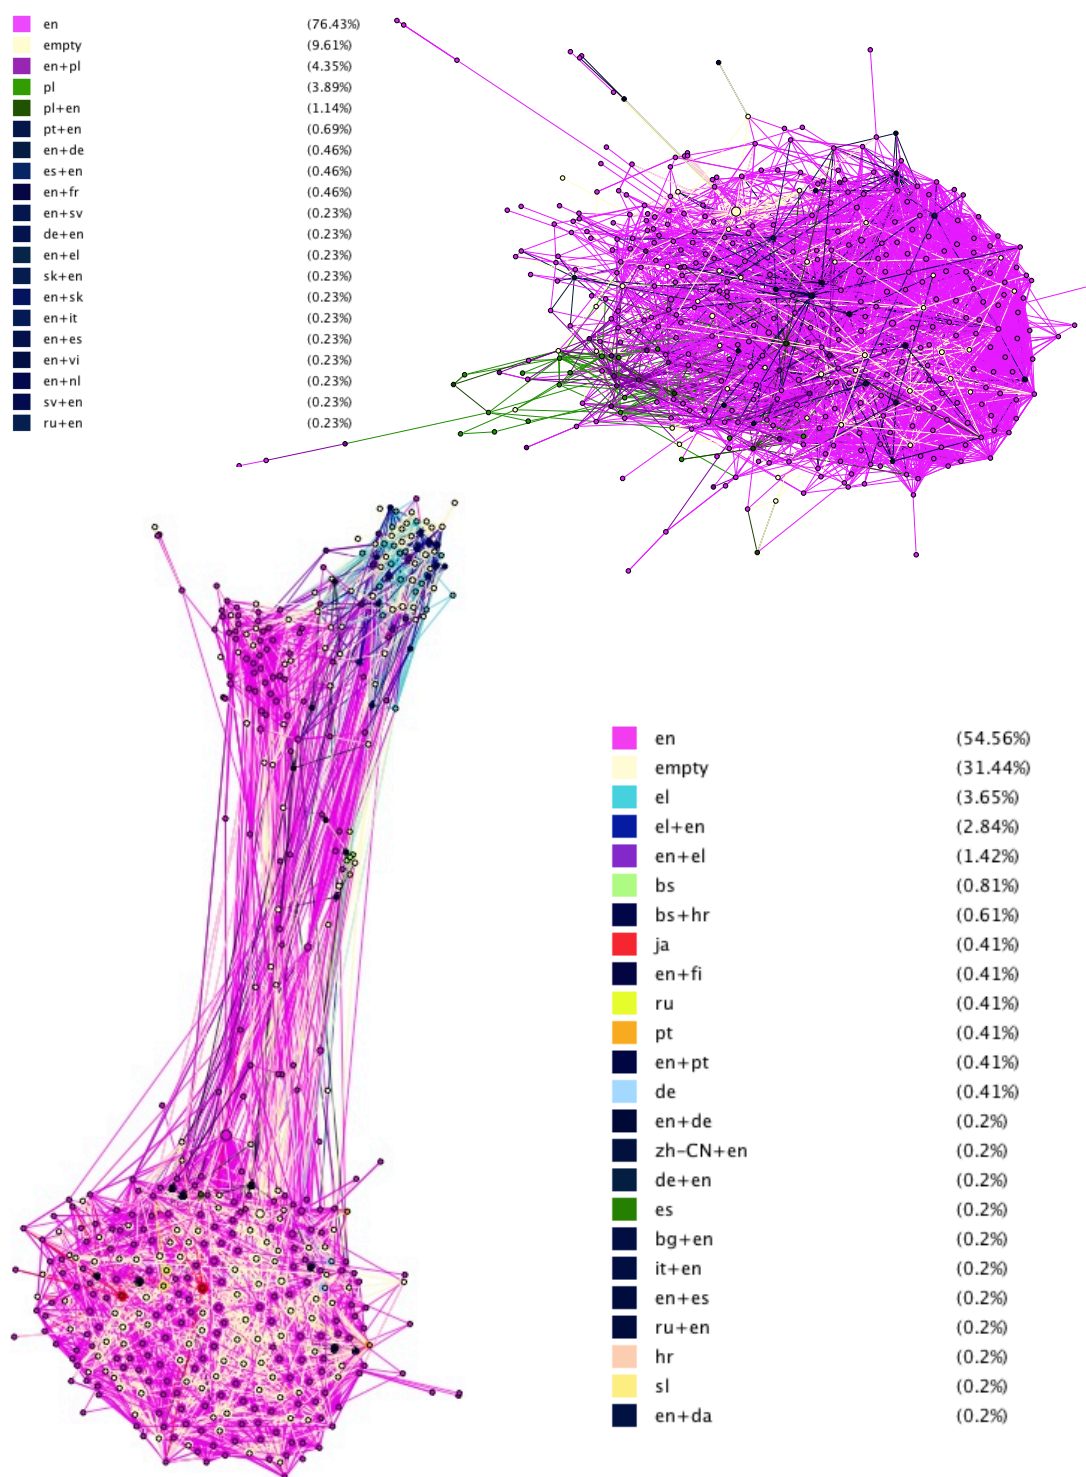 en (76.43%)
empty (9.61%)
en+pl (4.35%)
pl (3.89%)
pl+en (1.14%)
pt+en (0.69%)
en+de (0.46%)
es+en (0.46%)
en+fr (0.46%)
en+sv (0.23%)
de+en (0.23%)
en+el (0.23%)
sk+en (0.23%)
en+sk (0.23%)
en+it (0.23%)
en+es (0.23%)
en+vi (0.23%)
en+nl (0.23%)
sv+en (0.23%)
ru+en (0.23%)
en (54.56%)
empty (31.44%)
el (3.65%)
el+en (2.84%)
en+el (1.42%)
bs (0.81%)
bs+hr (0.61%)
ja (0.41%)
en+fi (0.41%)
ru (0.41%)
pt (0.41%)
en+pt (0.41%)
de (0.41%)
en+de (0.2%)
zh-CN+en (0.2%)
de+en (0.2%)
es (0.2%)
bg+en (0.2%)
it+en (0.2%)
en+es (0.2%)
ru+en (0.2%)
hr (0.2%)
sl (0.2%)
en+da (0.2%)